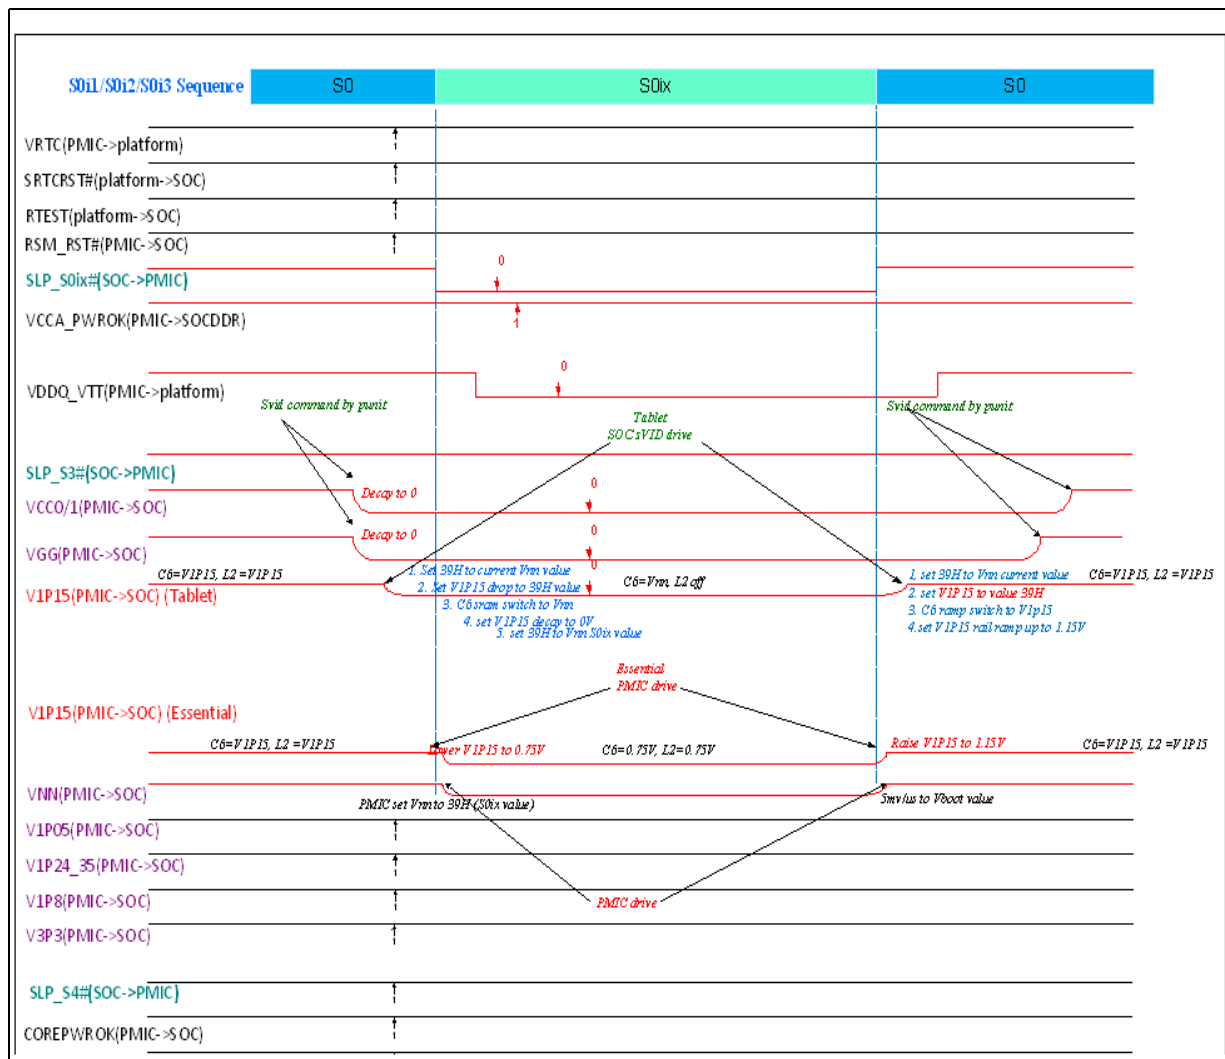 S0i1/S0i2/S0i3 Sequence
S0
S0ix
S0
VRTC(PMIC->platform)
SRTCRST#(platform->SOC)
RTEST(platform->SOC)
RSM_RST#(PMIC->SOC)
0
SLP_S0ix#(SOC->PMIC)
VCCA_PWROK(PMIC->SOCDDR)
1
0
VDDQ_VTT(PMIC->platform)
Svid command by punit
Svid command by punit
Tablet
SOC'sVID drive
SLP_S3#(SOC->PMIC)
Decay to 0
0
VCC0/1(PMIC->SOC)
Decay to 0
0
VGG(PMIC->SOC)
C6=V1P15, L2 =V1P15
1. Set 39H to current Vnn value
0
C6=Vnn, L2 off
1, set 39H to Vnn current value
C6=V1P15, L2 =V1P15
V1P15(PMIC->SOC) (Tablet)
2. Set V1P15 drop to 39H value
2. set V1P15 to value 39H
3. C6 sram switch to Vnn
3. C6 ramp switch to V1p15
4. set V1P15 decay to 0V
4.set V1P15 rail ramp up to 1.15V
5. set 39H to Vnn S0ix value
Essential
PMIC drive
V1P15(PMIC->SOC) (Essential)
C6=V1P15, L2 =V1P15
Lower V1P15 to 0.75V
C6=0.75V, L2=0.75V
Raise V1P15 to 1.15V
C6=V1P15, L2 =V1P15
VNN(PMIC->SOC)
PMIC set Vnn to 39H (S0ix value)
5mv/us to Vboot value
V1P05(PMIC->SOC)
V1P24_35(PMIC->SOC)
V1P8(PMIC->SOC)
PMIC drive
V3P3(PMIC->SOC)
SLP_S4#(SOC->PMIC)
COREPWROK(PMIC->SOC)